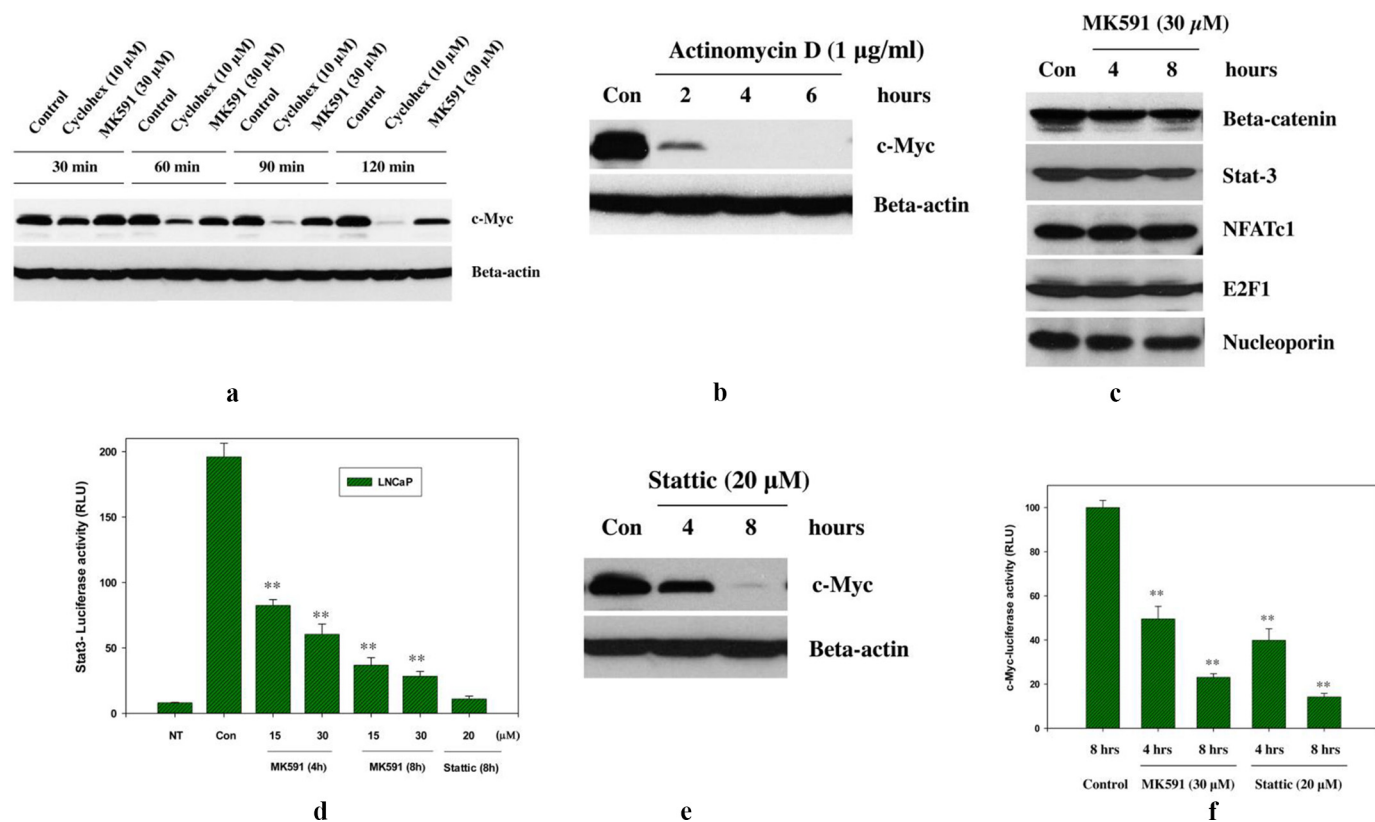 Control
Cyclohex (10 µM)
MK591 (30 µM)
Control
Cyclohex (10 µM)
MK591 (30 µM)
Control
Cyclohex (10 µM)
MK591 (30 µM)
Control
Cyclohex (10 µM)
MK591 (30 µM)
30 min 60 min 90 min 120 min
c-Myc
Beta-actin
a
Actinomycin D (1 µg/ml)
Con 2 4 6 hours
c-Myc
Beta-actin
b
MK591 (30 µM)
Con 4 8 hours
Beta-catenin
Stat-3
NFATc1
E2F1
Nucleoporin
c
Stat3- Luciferase activity (RLU)
200
150
100
50
0
LNCaP
**
**
**
**
NT Con 15 30 15 30 20 (µM)
MK591 (4h) MK591 (8h) Stattic (8h)
d
Stattic (20 µM)
Con 4 8 hours
c-Myc
Beta-actin
e
c-Myc-luciferase activity (RLU)
100
80
60
40
20
0
**
**
**
**
8 hrs 4 hrs 8 hrs 4 hrs 8 hrs
Control MK591 (30 µM) Stattic (20 µM)
f